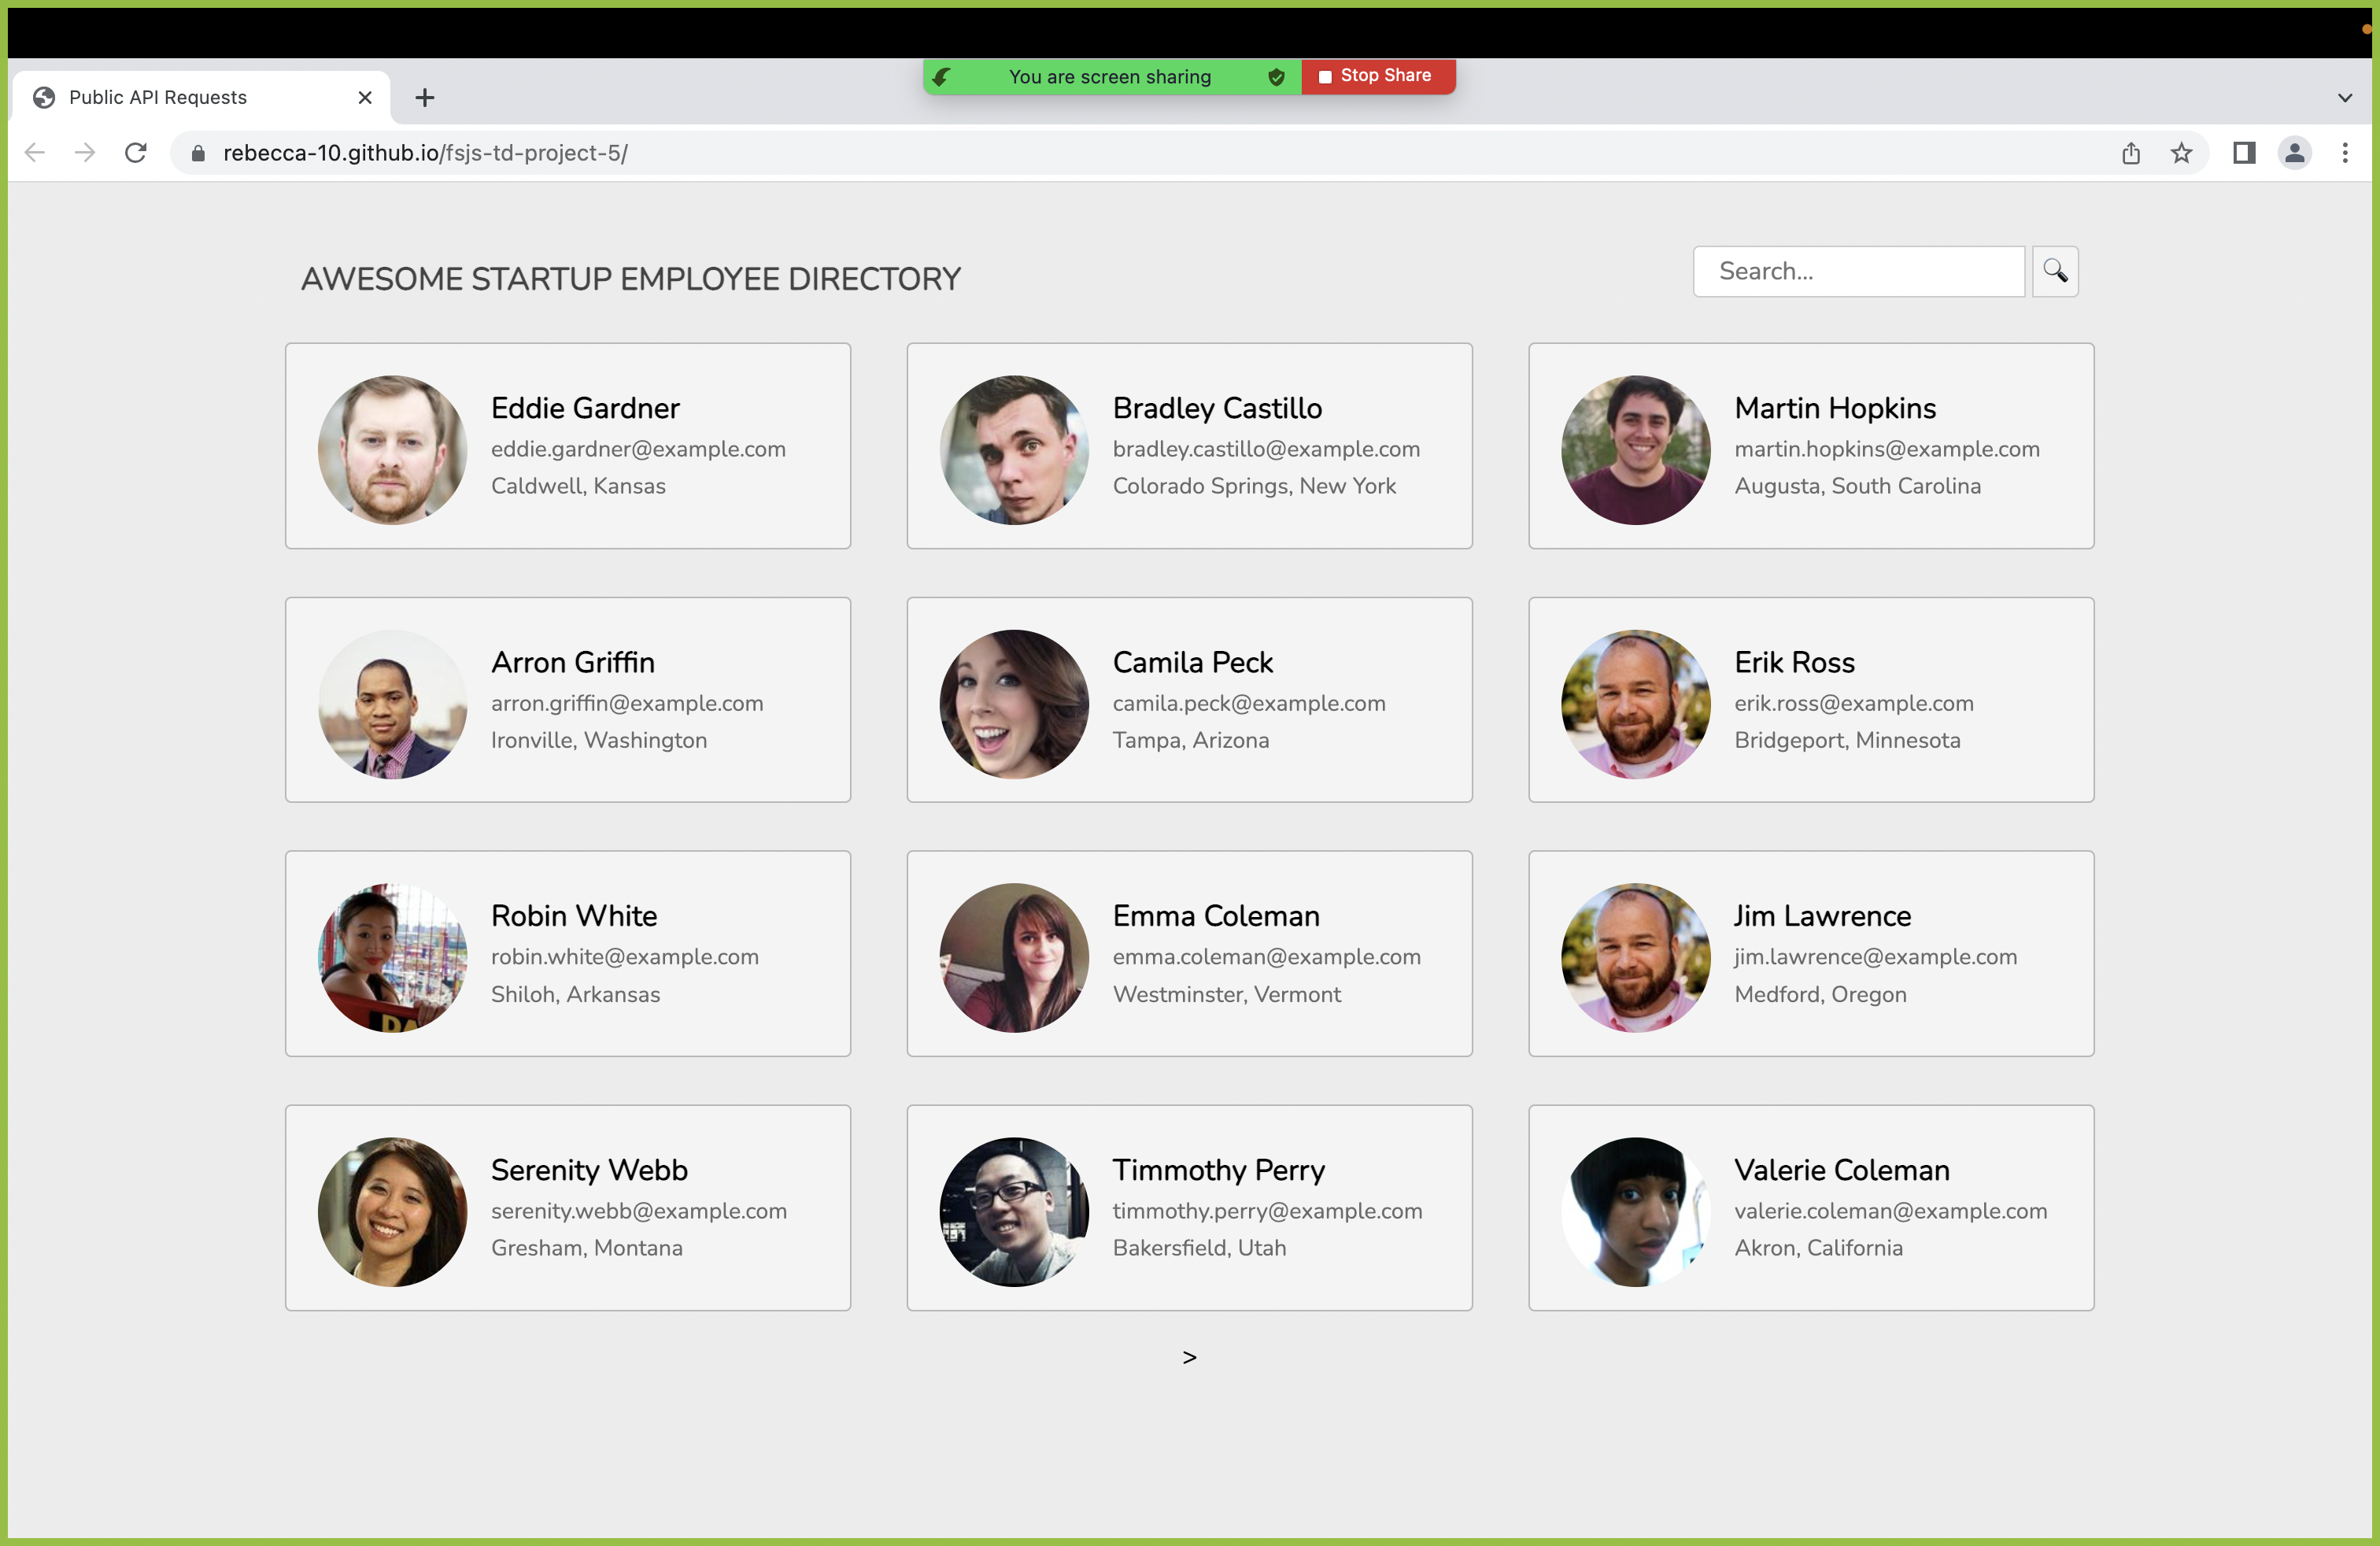 You are screen sharing Stop Share
Public API Requests
rebecca-10.github.io/fsjs-td-project-5/
AWESOME STARTUP EMPLOYEE DIRECTORY
Search...
Eddie Gardner
eddie.gardner@example.com
Caldwell, Kansas
Bradley Castillo
bradley.castillo@example.com
Colorado Springs, New York
Martin Hopkins
martin.hopkins@example.com
Augusta, South Carolina
Arron Griffin
arron.griffin@example.com
Ironville, Washington
Camila Peck
camila.peck@example.com
Tampa, Arizona
Erik Ross
erik.ross@example.com
Bridgeport, Minnesota
Robin White
robin.white@example.com
Shiloh, Arkansas
Emma Coleman
emma.coleman@example.com
Westminster, Vermont
Jim Lawrence
jim.lawrence@example.com
Medford, Oregon
Serenity Webb
serenity.webb@example.com
Gresham, Montana
Timmothy Perry
timmothy.perry@example.com
Bakersfield, Utah
Valerie Coleman
valerie.coleman@example.com
Akron, California
>